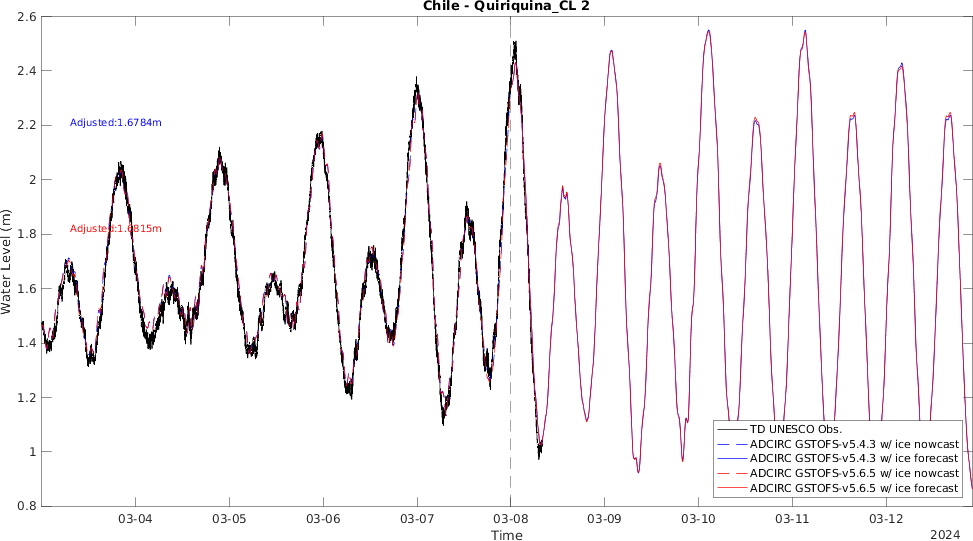 Chile - Quiriquina_CL 2
2.6
2.4
2.2
2
1.8
1.6
1.4
1.2
1
0.8
Water Level (m)
Adjusted:1.6784m
Adjusted:1.6815m
TD UNESCO Obs.
ADCIRC GSTOFS-v5.4.3 w/ ice nowcast
ADCIRC GSTOFS-v5.4.3 w/ ice forecast
ADCIRC GSTOFS-v5.6.5 w/ ice nowcast
ADCIRC GSTOFS-v5.6.5 w/ ice forecast
03-04 03-05 03-06 03-07 03-08 03-09 03-10 03-11 03-12
Time
2024